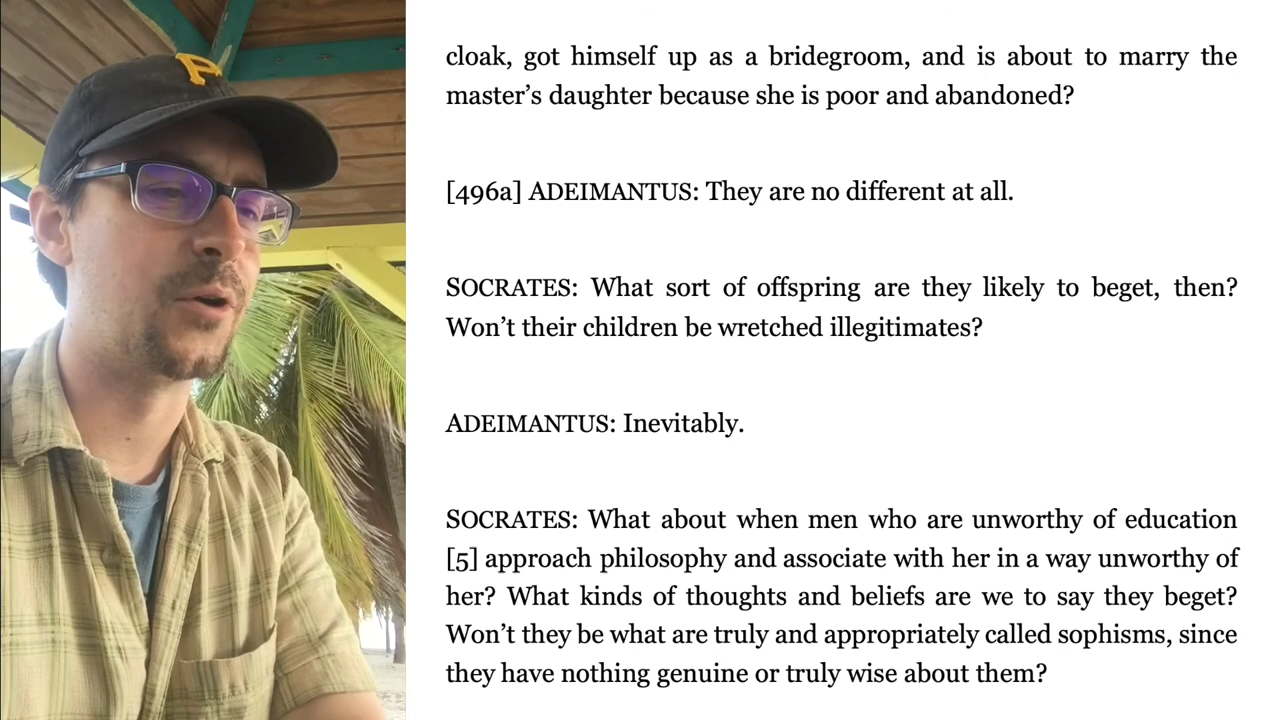 cloak, got himself up as a bridegroom, and is about to marry the
master’s daughter because she is poor and abandoned?
[496a] ADEIMANTUS: They are no different at all.
SOCRATES: What sort of offspring are they likely to beget, then?
Won’t their children be wretched illegitimates?
ADEIMANTUS: Inevitably.
SOCRATES: What about when men who are unworthy of education
[5] approach philosophy and associate with her in a way unworthy of
her? What kinds of thoughts and beliefs are we to say they beget?
Won’t they be what are truly and appropriately called sophisms, since
they have nothing genuine or truly wise about them?
P